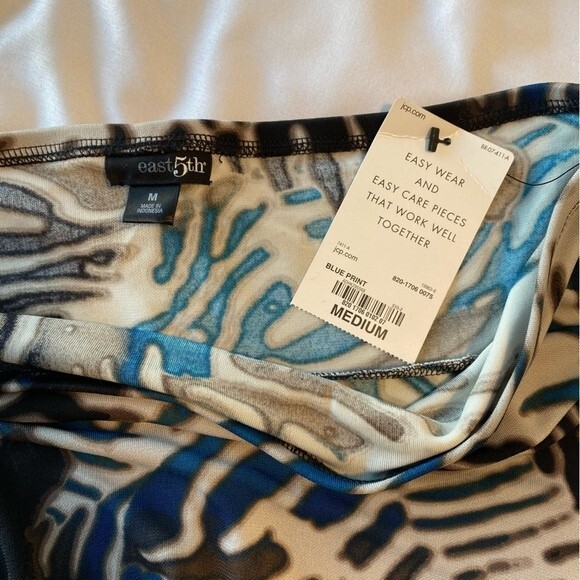 east5th
M
MADE IN
INDONESIA
jcp.com
EASY WEAR
AND
EASY CARE PIECES
THAT WORK WELL
TOGETHER
7411-A
jcp.com
820-1706 0075
BLUE PRINT
MEDIUM